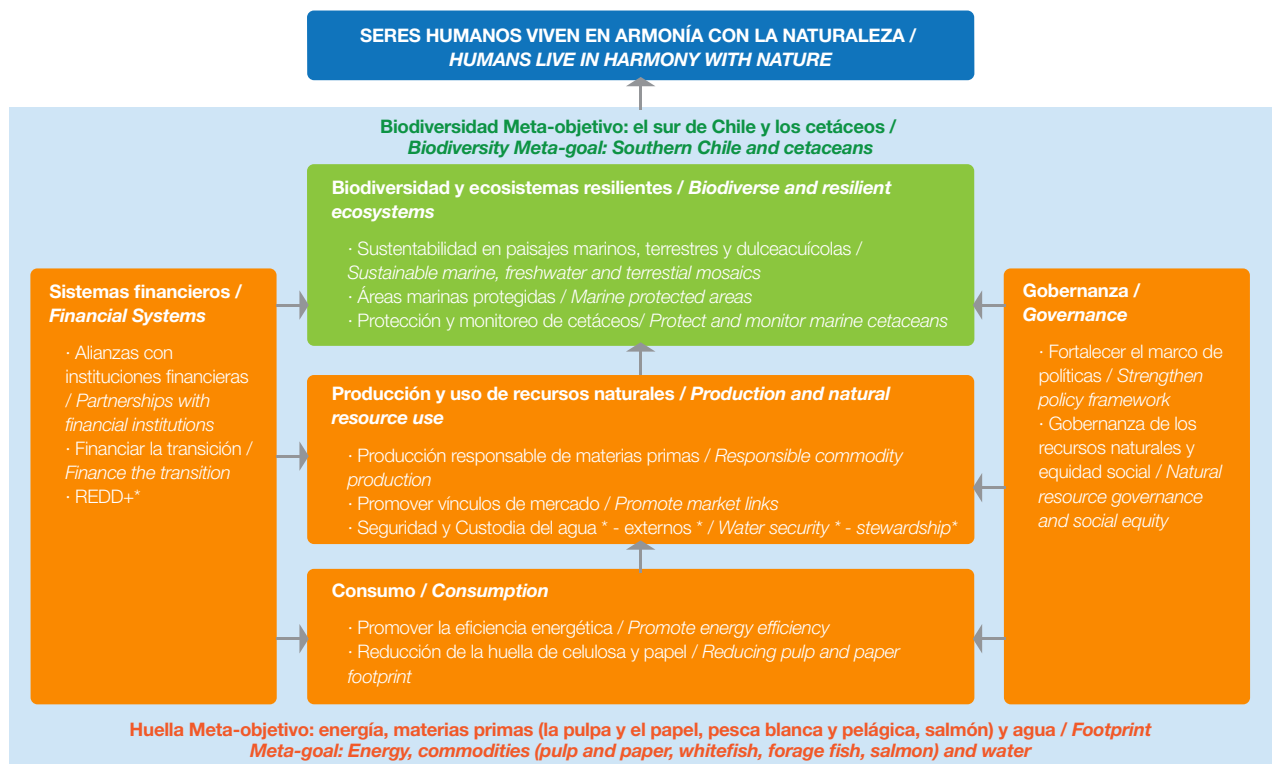 SERES HUMANOS VIVEN EN ARMONÍA CON LA NATURALEZA /
HUMANS LIVE IN HARMONY WITH NATURE
Biodiversidad Meta-objetivo: el sur de Chile y los cetáceos /
Biodiversity Meta-goal: Southern Chile and cetaceans
Biodiversidad y ecosistemas resilientes / Biodiverse and resilient
ecosystems
· Sustentabilidad en paisajes marinos, terrestres y dulceacuícolas /
Sustainable marine, freshwater and terrestial mosaics
· Áreas marinas protegidas / Marine protected areas
· Protección y monitoreo de cetáceos/ Protect and monitor marine cetaceans
Sistemas financieros /
Financial Systems
· Alianzas con
instituciones financieras
/ Partnerships with
financial institutions
· Financiar la transición /
Finance the transition
· REDD+*
Producción y uso de recursos naturales / Production and natural
resource use
· Producción responsable de materias primas / Responsible commodity
production
· Promover vínculos de mercado / Promote market links
· Seguridad y Custodia del agua * - externos * / Water security * - stewardship*
Consumo / Consumption
· Promover la eficiencia energética / Promote energy efficiency
· Reducción de la huella de celulosa y papel / Reducing pulp and paper
footprint
Gobernanza /
Governance
· Fortalecer el marco de
políticas / Strengthen
policy framework
· Gobernanza de los
recursos naturales y
equidad social / Natural
resource governance
and social equity
Huella Meta-objetivo: energía, materias primas (la pulpa y el papel, pesca blanca y pelágica, salmón) y agua / Footprint
Meta-goal: Energy, commodities (pulp and paper, whitefish, forage fish, salmon) and water